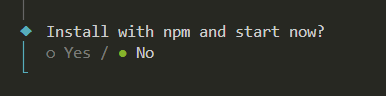 Install with npm and start now?
○ Yes / ● No